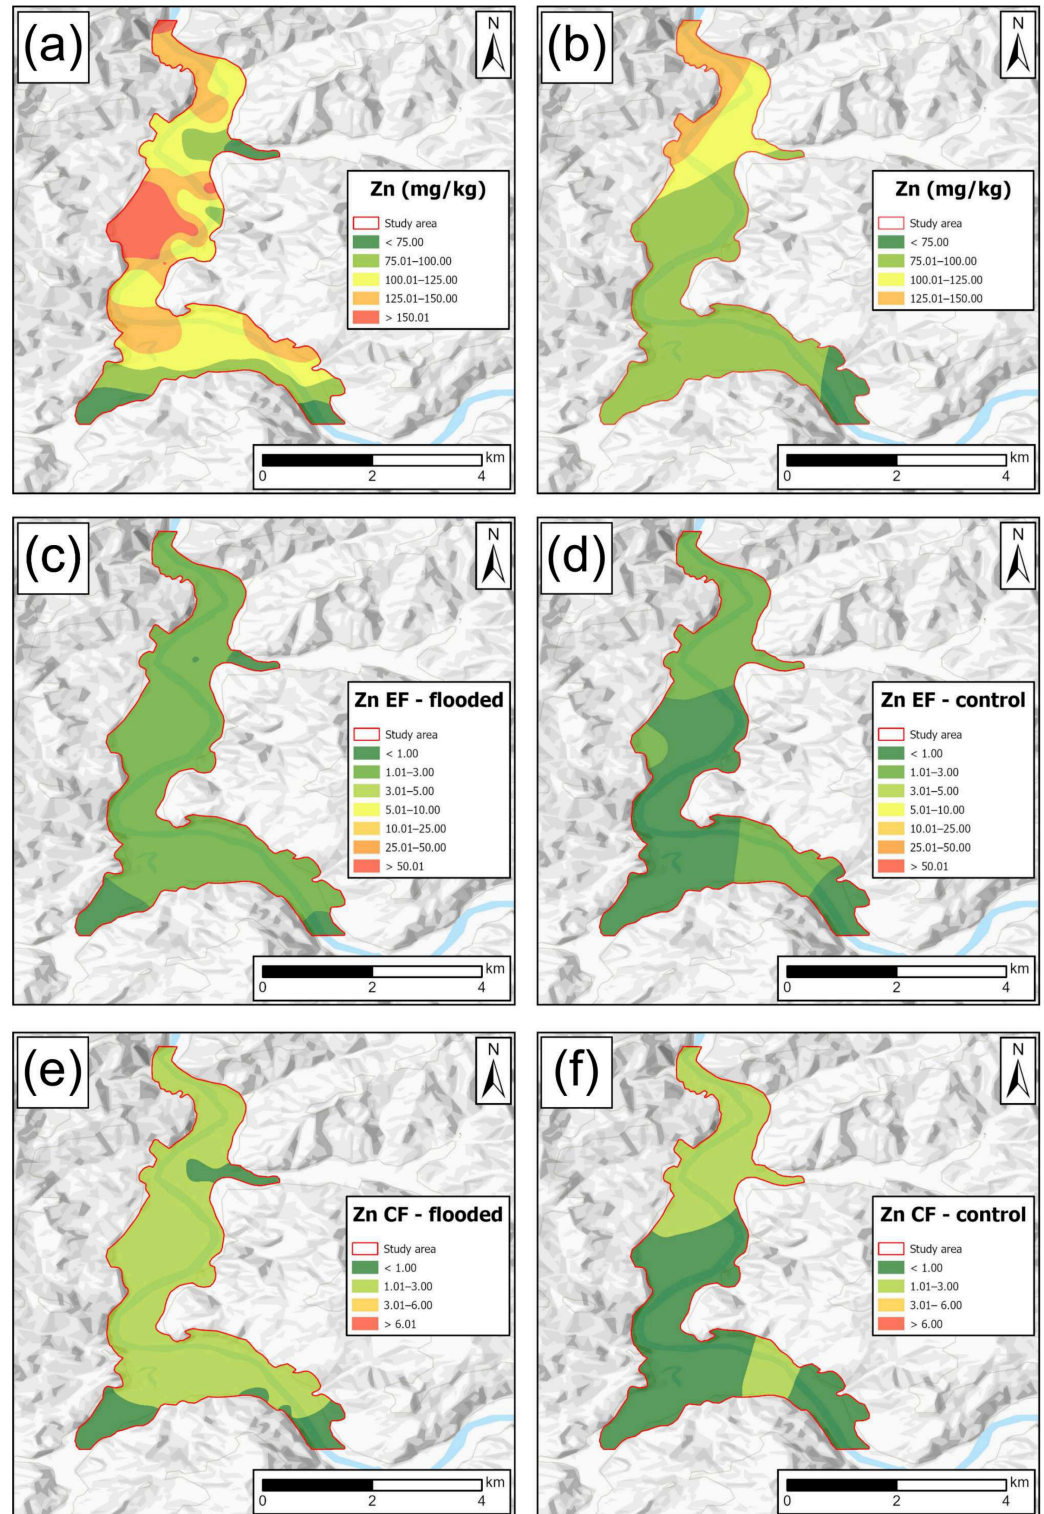 (a)
N
Zn (mg/kg)
Study area
< 75.00
75.01–100.00
100.01–125.00
125.01–150.00
> 150.01
km
0 2 4
(b)
N
Zn (mg/kg)
Study area
< 75.00
75.01–100.00
100.01–125.00
125.01–150.00
km
0 2 4
(c)
N
Zn EF - flooded
Study area
< 1.00
1.01–3.00
3.01–5.00
5.01–10.00
10.01–25.00
25.01–50.00
> 50.01
km
0 2 4
(d)
N
Zn EF - control
Study area
< 1.00
1.01–3.00
3.01–5.00
5.01–10.00
10.01–25.00
25.01–50.00
> 50.01
km
0 2 4
(e)
N
Zn CF - flooded
Study area
< 1.00
1.01–3.00
3.01–6.00
> 6.01
km
0 2 4
(f)
N
Zn CF - control
Study area
< 1.00
1.01–3.00
3.01– 6.00
> 6.00
km
0 2 4